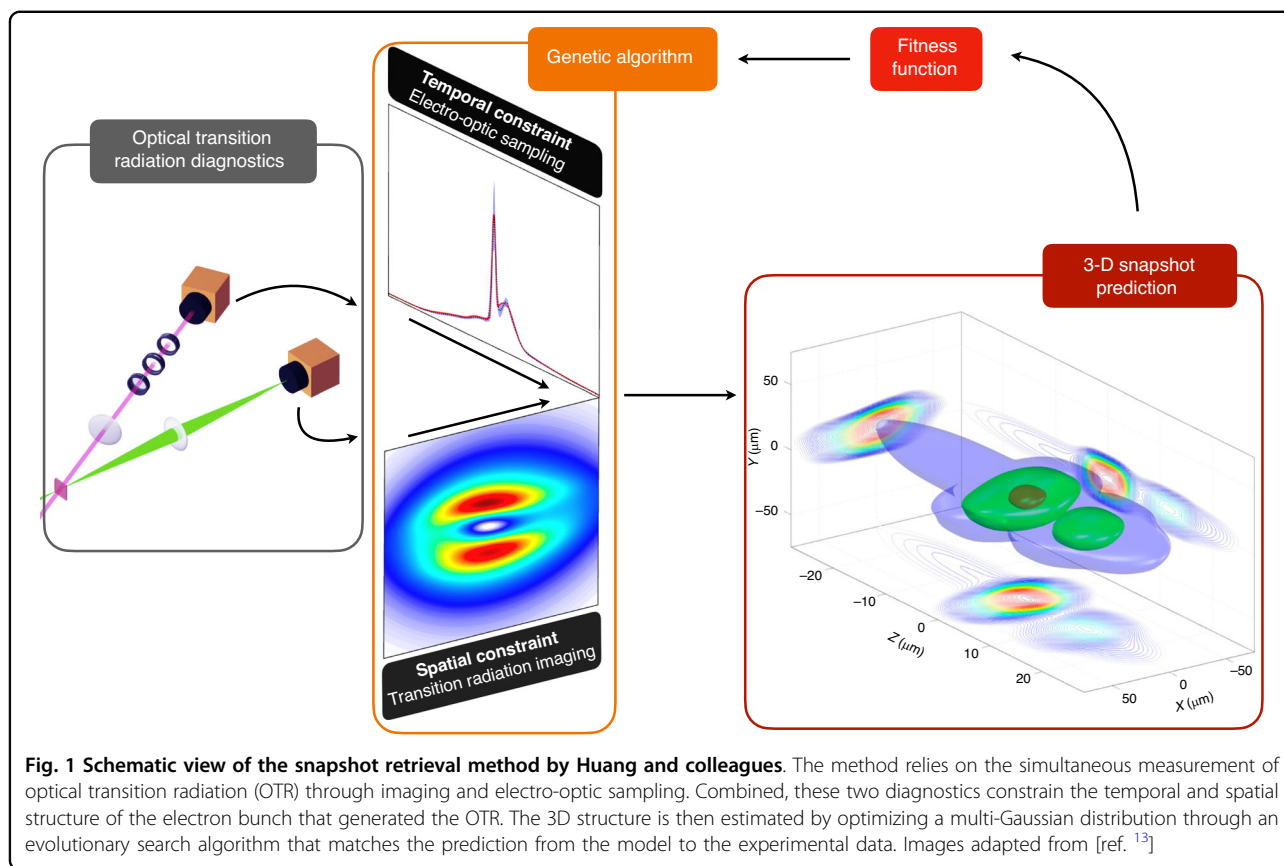 Genetic algorithm
Fitness
function
Optical transition
radiation diagnostics
Temporal constraint
Electro-optic sampling
Spatial constraint
Transition radiation imaging
3-D snapshot
prediction
50
0
–50
Y (μm)
–20
–10
0
10
20
Z (μm)
50
0
–50
X (μm)
Fig. 1 Schematic view of the snapshot retrieval method by Huang and colleagues. The method relies on the simultaneous measurement of
optical transition radiation (OTR) through imaging and electro-optic sampling. Combined, these two diagnostics constrain the temporal and spatial
structure of the electron bunch that generated the OTR. The 3D structure is then estimated by optimizing a multi-Gaussian distribution through an
evolutionary search algorithm that matches the prediction from the model to the experimental data. Images adapted from [ref. 13]